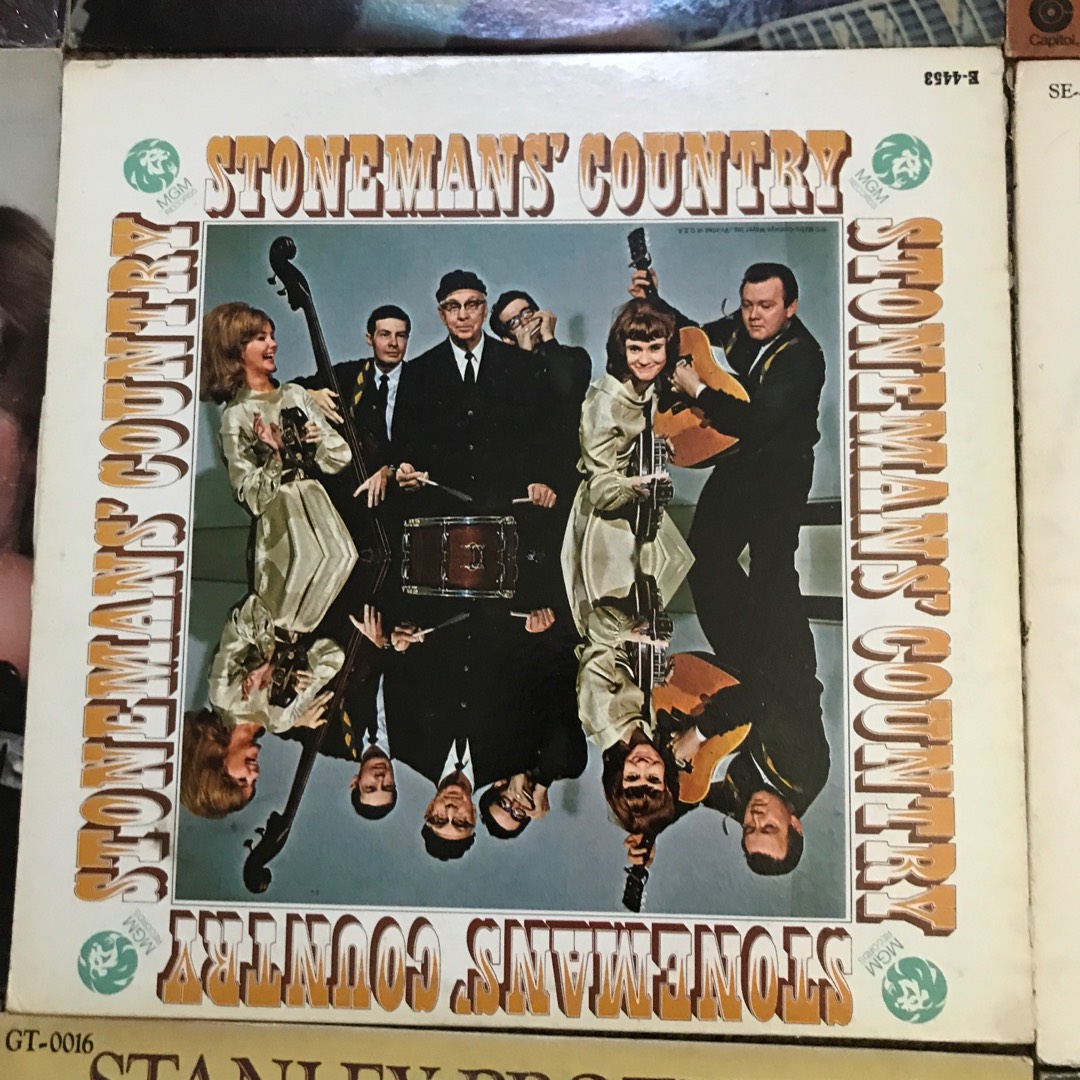 Capitol
E-4453
SE-
STONEMANS' COUNTRY
MGM
RECORDS
MGM
RECORDS
STONEMANS' COUNTRY
STONEMANS' COUNTRY
MGM
RECORDS
MGM
RECORDS
STONEMANS' COUNTRY
GT-0016
STANLEY